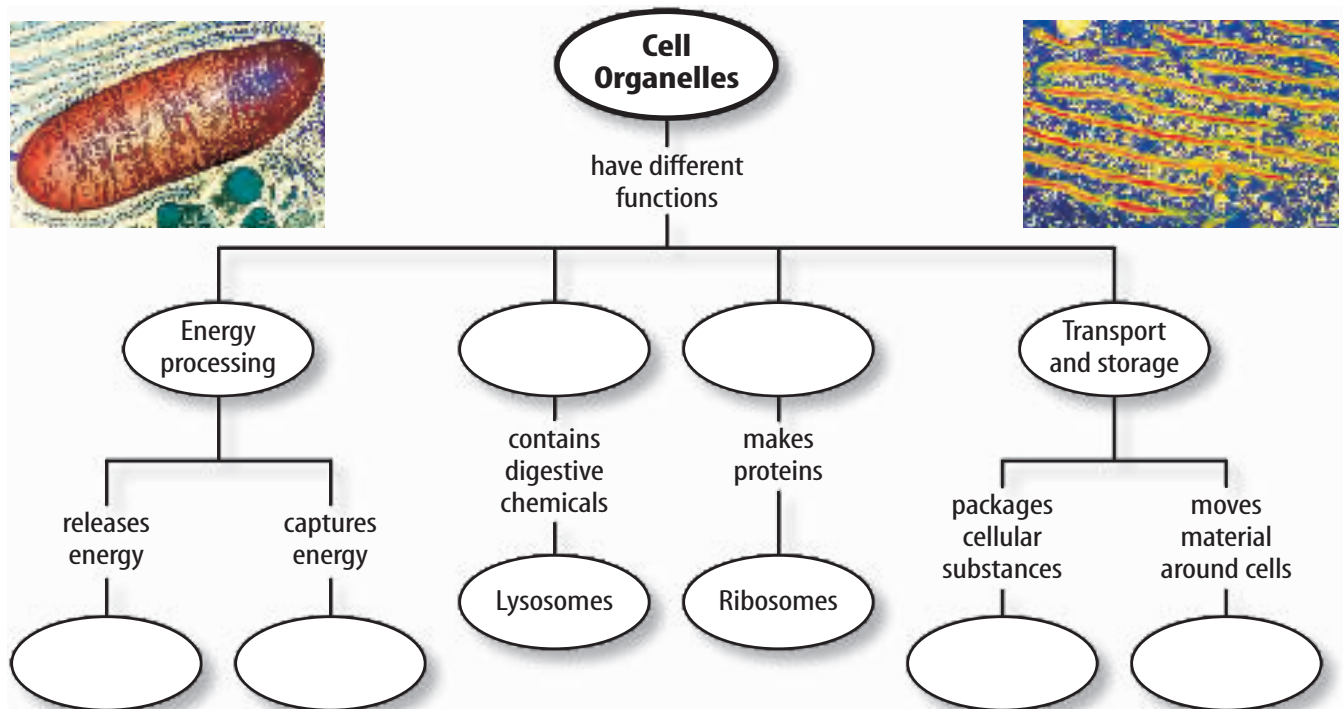 Cell
Organelles
have different
functions
Energy
processing
Transport
and storage
contains
digestive
chemicals
makes
proteins
releases
energy
captures
energy
packages
cellular
substances
moves
material
around cells
Lysosomes
Ribosomes